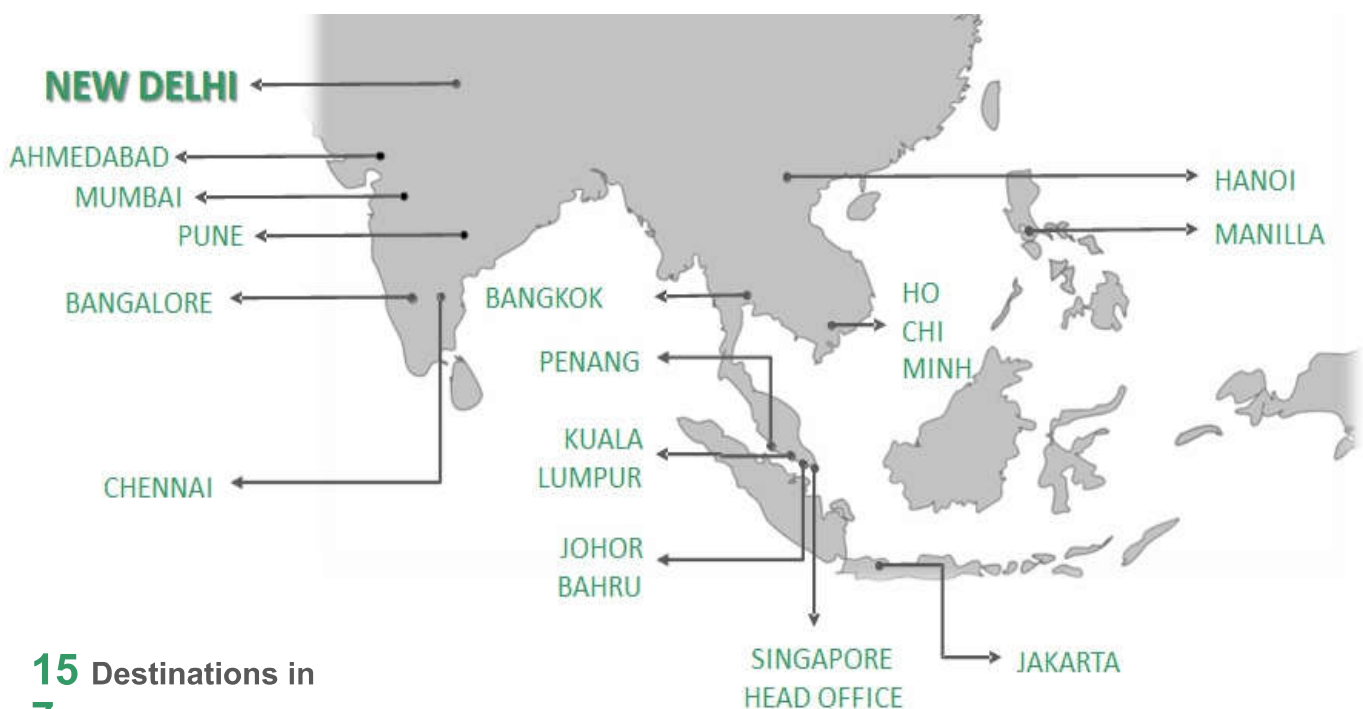 NEW DELHI
AHMEDABAD
MUMBAI
PUNE
BANGALORE
CHENNAI
BANGKOK
PENANG
KUALA
LUMPUR
JOHOR
BAHRU
SINGAPORE
HEAD OFFICE
JAKARTA
HO
CHI
MINH
HANOI
MANILLA
15 Destinations in
7